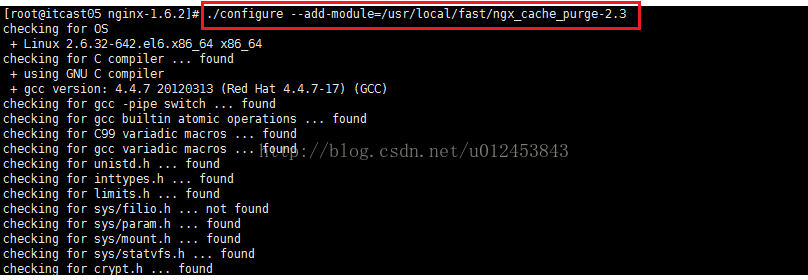 [root@itcast05 nginx-1.6.2]# ./configure --add-module=/usr/local/fast/ngx_cache_purge-2.3
checking for OS
+ Linux 2.6.32-642.el6.x86_64 x86_64
checking for C compiler ... found
+ using GNU C compiler
+ gcc version: 4.4.7 20120313 (Red Hat 4.4.7-17) (GCC)
checking for gcc -pipe switch ... found
checking for gcc builtin atomic operations ... found
checking for C99 variadic macros ... found
checking for gcc variadic macros ... found
http://blog.csdn.net/u012453843
checking for unistd.h ... found
checking for inttypes.h ... found
checking for limits.h ... found
checking for sys/filio.h ... not found
checking for sys/param.h ... found
checking for sys/mount.h ... found
checking for sys/statvfs.h ... found
checking for crypt.h ... found